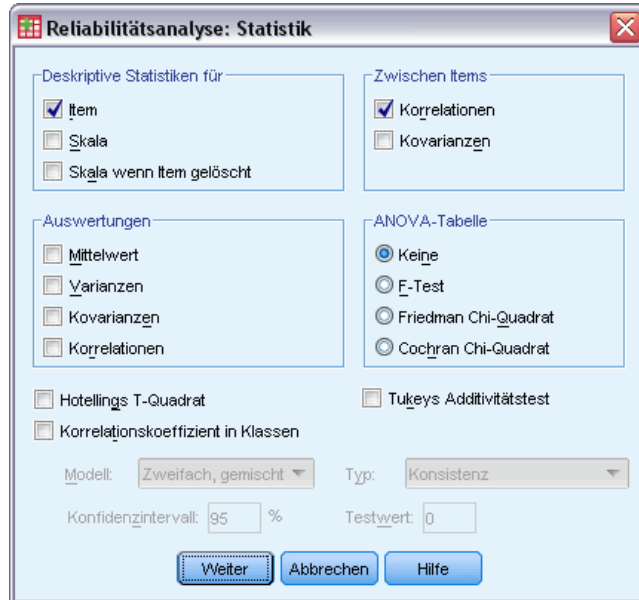 Reliabilitätsanalyse: Statistik
Deskriptive Statistiken für
Item
Skala
Skala wenn Item gelöscht
Zwischen Items
Korrelationen
Kovarianzen
Auswertungen
Mittelwert
Varianzen
Kovarianzen
Korrelationen
ANOVA-Tabelle
Keine
F-Test
Friedman Chi-Quadrat
Cochran Chi-Quadrat
Hotellings T-Quadrat
Tukeys Additivitätstest
Korrelationskoeffizient in Klassen
Modell: Zweifach, gemischt Typ: Konsistenz
Konfidenzintervall: 95 % Testwert: 0
Weiter Abbrechen Hilfe